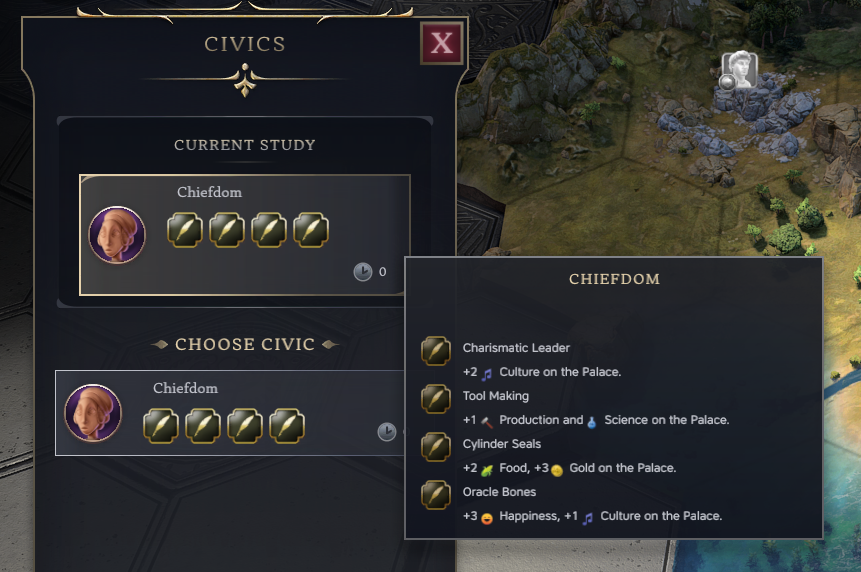 CIVICS
X
CURRENT STUDY
Chiefdom
0
CHOOSE CIVIC
Chiefdom
CHIEFDOM
Charismatic Leader
+2 Culture on the Palace.
Tool Making
+1 Production and Science on the Palace.
Cylinder Seals
+2 Food, +3 Gold on the Palace.
Oracle Bones
+3 Happiness, +1 Culture on the Palace.